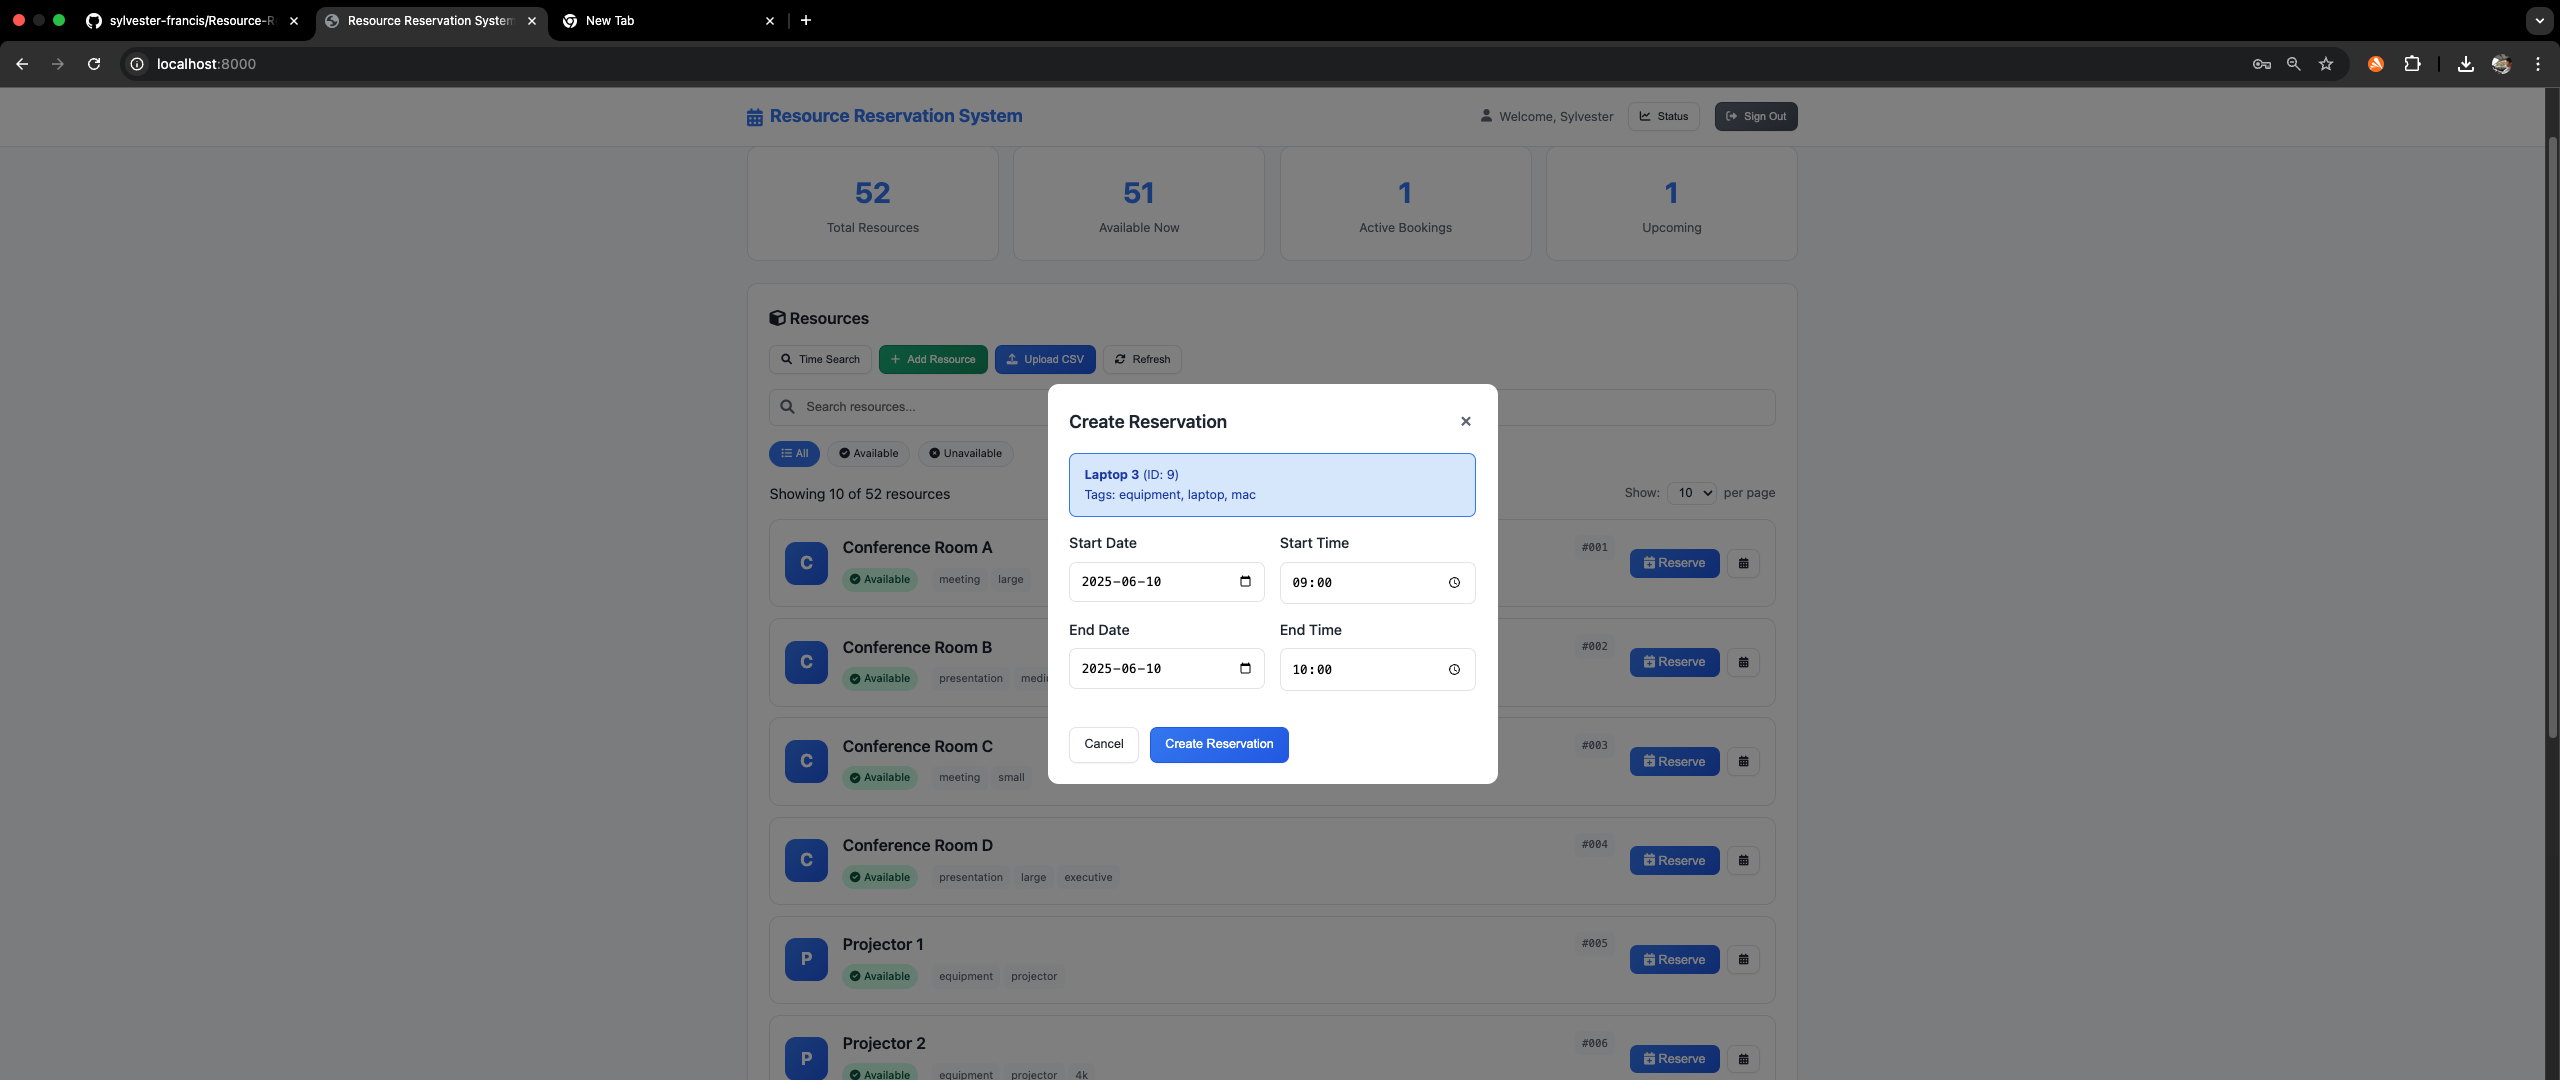 sylvester-francis/Resource-R
Resource Reservation System
New Tab
localhost:8000
Resource Reservation System
Welcome, Sylvester
Status
Sign Out
52
Total Resources
51
Available Now
1
Active Bookings
1
Upcoming
Resources
Time Search
Add Resource
Upload CSV
Refresh
Search resources...
All
Available
Unavailable
Showing 10 of 52 resources
Show: 10 per page
C
Conference Room A
Available meeting large
#001
Reserve
C
Conference Room B
Available presentation
#002
Reserve
C
Conference Room C
Available meeting small
#003
Reserve
C
Conference Room D
Available presentation large executive
#004
Reserve
P
Projector 1
Available equipment projector
#005
Reserve
P
Projector 2
Available equipment projector 4k
#006
Reserve
Create Reservation
Laptop 3 (ID: 9)
Tags: equipment, laptop, mac
Start Date
2025-06-10
Start Time
09:00
End Date
2025-06-10
End Time
10:00
Cancel
Create Reservation